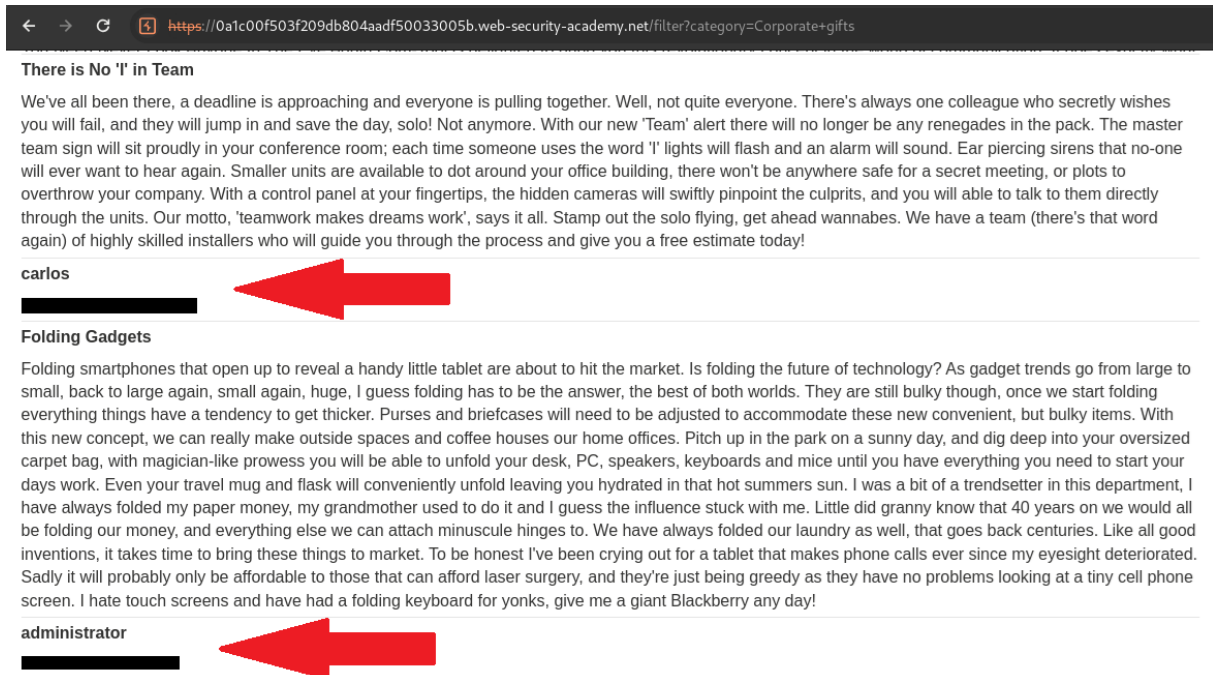 https://0a1c00f503f209db804aadf50033005b.web-security-academy.net/filter?category=Corporate+gifts
There is No 'I' in Team
We've all been there, a deadline is approaching and everyone is pulling together. Well, not quite everyone. There's always one colleague who secretly wishes
you will fail, and they will jump in and save the day, solo! Not anymore. With our new 'Team' alert there will no longer be any renegades in the pack. The master
team sign will sit proudly in your conference room; each time someone uses the word 'I' lights will flash and an alarm will sound. Ear piercing sirens that no-one
will ever want to hear again. Smaller units are available to dot around your office building, there won't be anywhere safe for a secret meeting, or plots to
overthrow your company. With a control panel at your fingertips, the hidden cameras will swiftly pinpoint the culprits, and you will able to talk to them directly
through the units. Our motto, 'teamwork makes dreams work', says it all. Stamp out the solo flying, get ahead wannabes. We have a team (there's that word
again) of highly skilled installers who will guide you through the process and give you a free estimate today!
carlos
Folding Gadgets
Folding smartphones that open up to reveal a handy little tablet are about to hit the market. Is folding the future of technology? As gadget trends go from large to
small, back to large again, small again, huge, I guess folding has to be the answer, the best of both worlds. They are still bulky though, once we start folding
everything things have a tendency to get thicker. Purses and briefcases will need to be adjusted to accommodate these new convenient, but bulky items. With
this new concept, we can really make outside spaces and coffee houses our home offices. Pitch up in the park on a sunny day, and dig deep into your oversized
carpet bag, with magician-like prowess you will be able to unfold your desk, PC, speakers, keyboards and mice until you have everything you need to start your
days work. Even your travel mug and flask will conveniently unfold leaving you hydrated in that hot summers sun. I was a bit of a trendsetter in this department, I
have always folded my paper money, my grandmother used to do it and I guess the influence stuck with me. Little did granny know that 40 years on we would all
be folding our money, and everything else we can attach minuscule hinges to. We have always folded our laundry as well, that goes back centuries. Like all good
inventions, it takes time to bring these things to market. To be honest I've been crying out for a tablet that makes phone calls ever since my eyesight deteriorated.
Sadly it will probably only be affordable to those that can afford laser surgery, and they're just being greedy as they have no problems looking at a tiny cell phone
screen. I hate touch screens and have had a folding keyboard for yonks, give me a giant Blackberry any day!
administrator